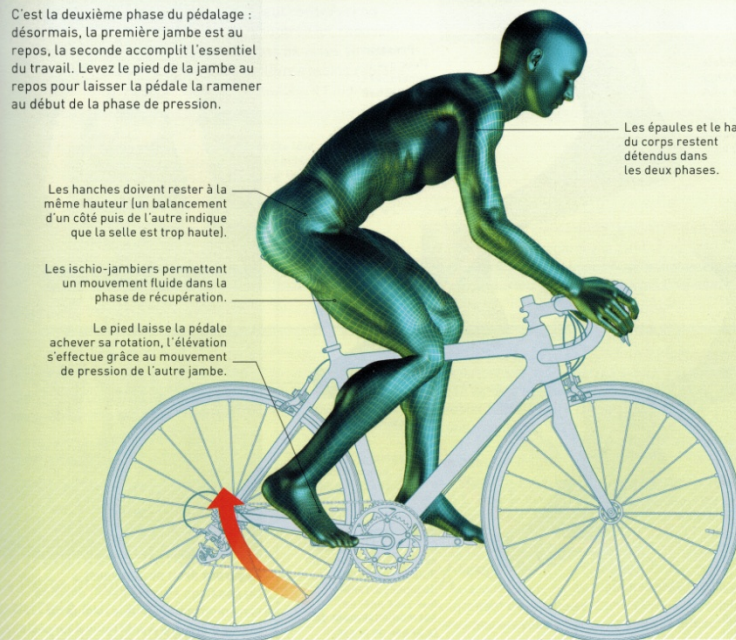 C'est la deuxième phase du pédalage :
désormais, la première jambe est au
repos, la seconde accomplit l'essentiel
du travail. Levez le pied de la jambe au
repos pour laisser la pédale la ramener
au début de la phase de pression.
Les épaules et le ha
du corps restent
détendus dans
les deux phases.
Les hanches doivent rester à la
même hauteur (un balancement
d'un côté puis de l'autre indique
que la selle est trop haute).
Les ischio-jambiers permettent
un mouvement fluide dans la
phase de récupération.
Le pied laisse la pédale
achever sa rotation, l'élévation
s'effectue grâce au mouvement
de pression de l'autre jambe.